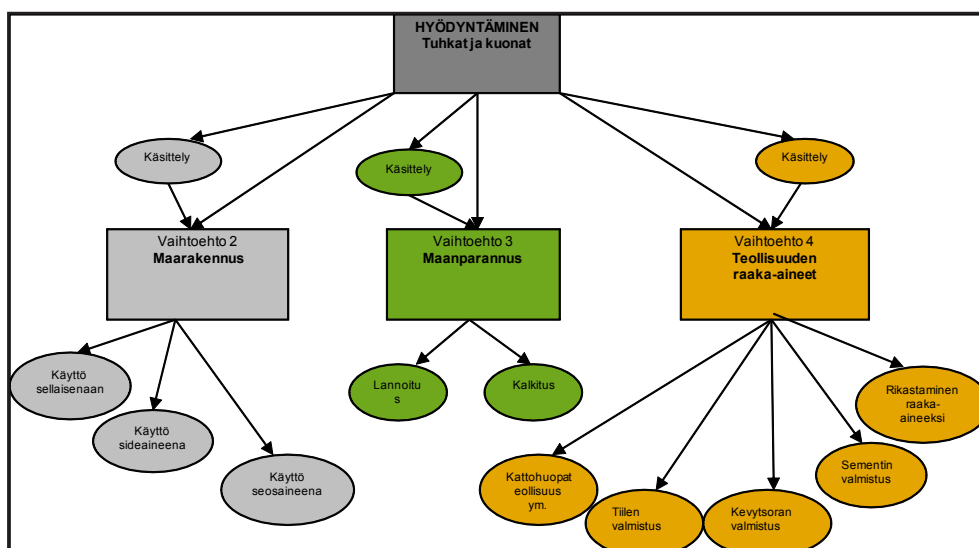 HYÖDYNTÄMINEN
Tuhkat ja kuonat
Käsittely
Käsittely
Käsittely
Vaihtoehto 2
Maarakennus
Vaihtoehto 3
Maanparannus
Vaihtoehto 4
Teollisuuden
raaka-aineet
Käyttö
sellaisenaan
Käyttö
sideaineena
Käyttö
seosaineena
Lannoitu
s
Kalkitus
Kattohuopat
eollisuus
ym.
Tiilen
valmistus
Kevytsoran
valmistus
Sementin
valmistus
Rikastaminen
raaka-
aineeksi